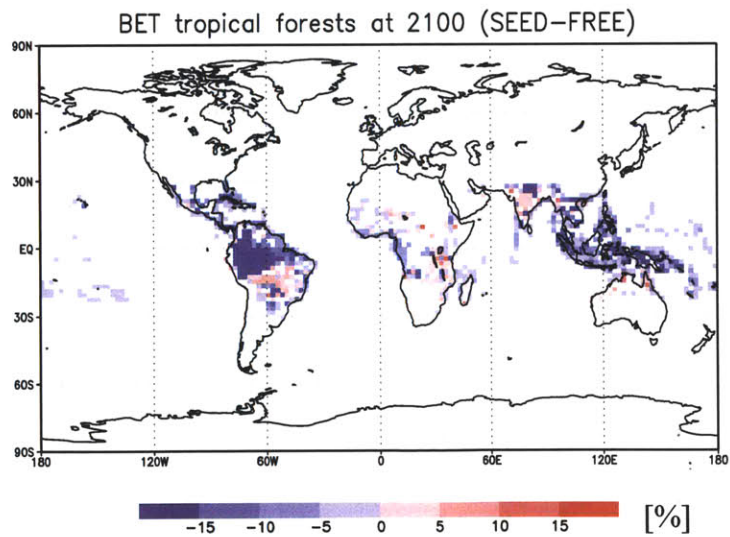 BET tropical forests at 2100 (SEED-FREE)
90N
60N
30N
EQ
30S
60S
90S
180 120W 60W 0 60E 120E 180
-15 -10 -5 0 5 10 15 [%]